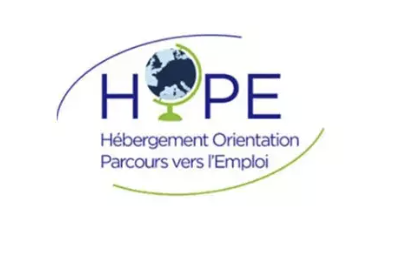 HOPE
Hébergement Orientation
Parcours vers l'Emploi